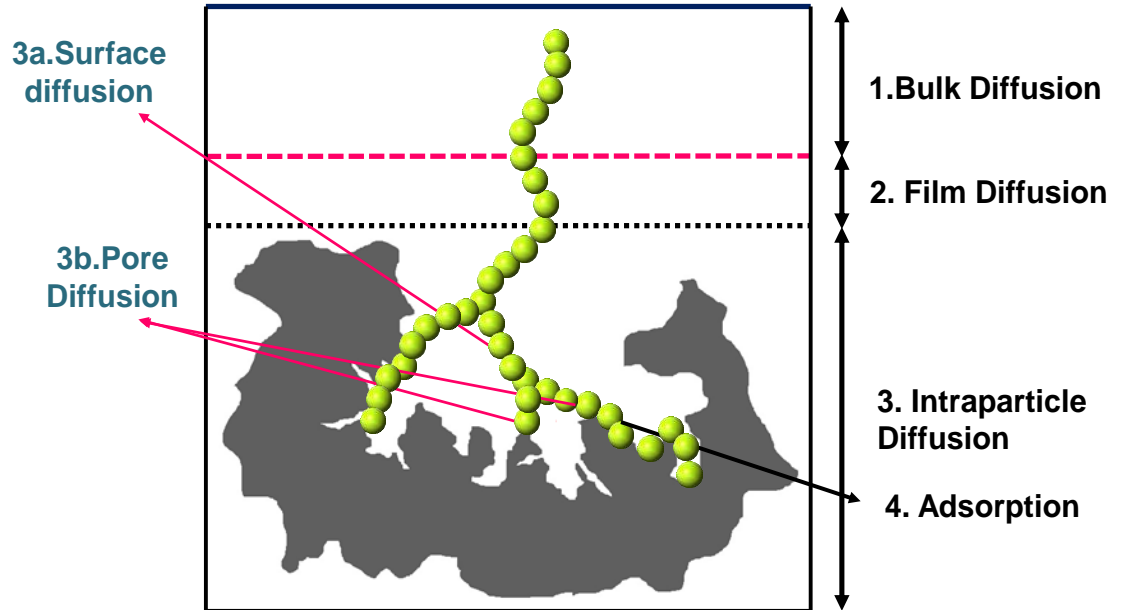 3a.Surface
diffusion
1.Bulk Diffusion
2. Film Diffusion
3b.Pore
Diffusion
3. Intraparticle
Diffusion
4. Adsorption